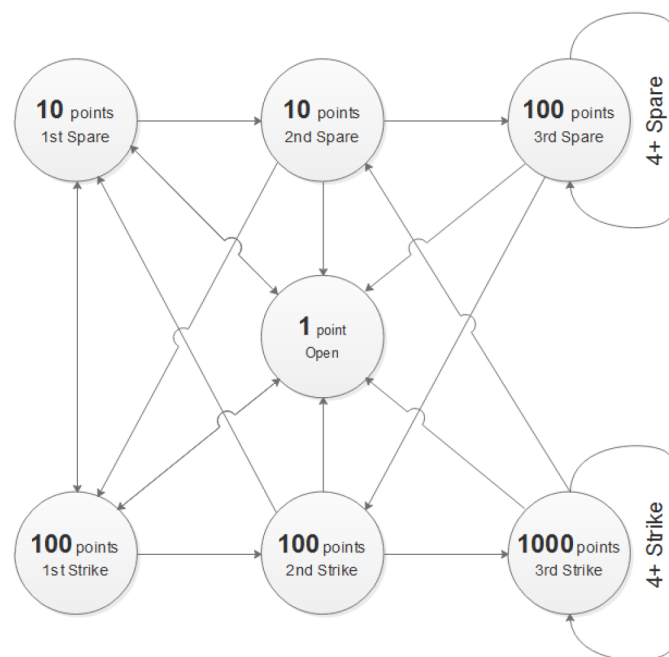 10 points
1st Spare
10 points
2nd Spare
100 points
3rd Spare
4+ Spare
1 point
Open
100 points
1st Strike
100 points
2nd Strike
1000 points
3rd Strike
4+ Strike